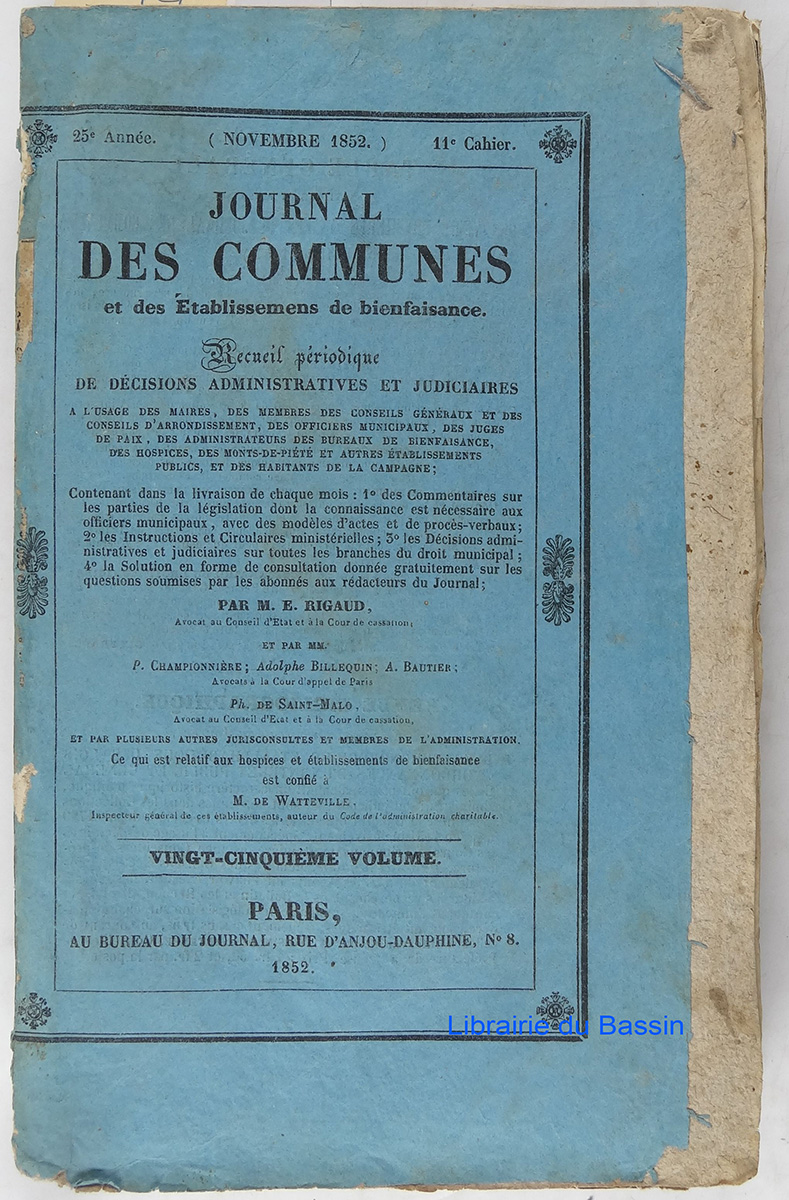 25e Année. ( NOVEMBRE 1852. ) 11e Cahier.
JOURNAL
DES COMMUNES
et des Établissemens de bienfaisance.
Recueil périodique
DE DÉCISIONS ADMINISTRATIVES ET JUDICIAIRES
A L'USAGE DES MAIRES, DES MEMBRES DES CONSEILS GÉNÉRAUX ET DES
CONSEILS D'ARRONDISSEMENT, DES OFFICIERS MUNICIPAUX, DES JUGES
DE PAIX, DES ADMINISTRATEURS DES BUREAUX DE BIENFAISANCE,
DES HOSPICES, DES MONTS-DE-PIÉTÉ ET AUTRES ÉTABLISSEMENTS
PUBLICS, ET DES HABITANTS DE LA CAMPAGNE;
Contenant dans la livraison de chaque mois : 1o des Commentaires sur
les parties de la législation dont la connaissance est nécessaire aux
officiers municipaux, avec des modèles d'actes et de procès-verbaux;
2o les Instructions et Circulaires ministérielles; 3o les Décisions admi-
nistratives et judiciaires sur toutes les branches du droit municipal;
4o la Solution en forme de consultation donnée gratuitement sur les
questions soumises par les abonnés aux rédacteurs du Journal;
PAR M. E. RIGAUD,
Avocat au Conseil d'Etat et à la Cour de cassation;
ET PAR MM.
P. CHAMPIONNIÈRE; Adolphe BILLEQUIN; A. BAUTIER;
Avocats à la Cour d'appel de Paris
Ph. DE SAINT-MALO,
Avocat au Conseil d'Etat et à la Cour de cassation,
ET PAR PLUSIEURS AUTRES JURISCONSULTES ET MEMBRES DE L'ADMINISTRATION.
Ce qui est relatif aux hospices et établissements de bienfaisance
est confié à
M. DE WATTEVILLE,
Inspecteur général de ces établissements, auteur du Code de l'administration charitable.
VINGT-CINQUIÈME VOLUME.
PARIS,
AU BUREAU DU JOURNAL, RUE D'ANJOU-DAUPHINE, No 8.
1852.
Librairie du Bassin